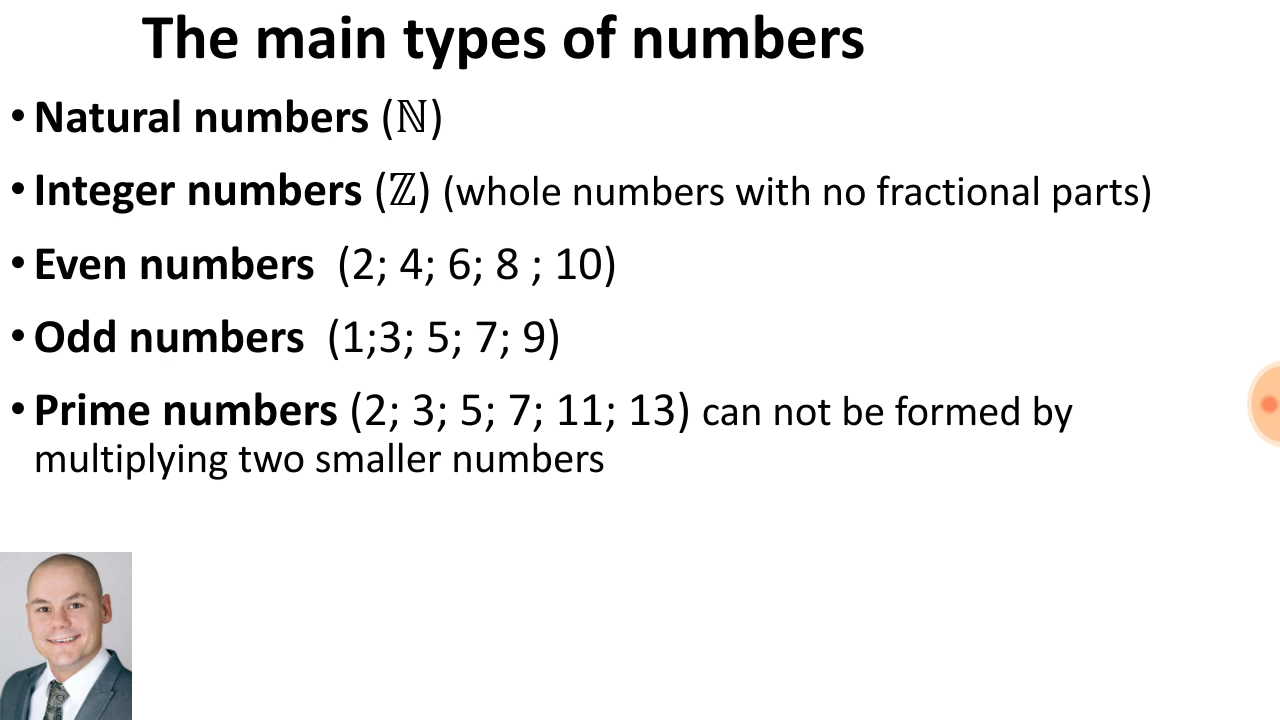 The main types of numbers
• Natural numbers (ℕ)
• Integer numbers (ℤ) (whole numbers with no fractional parts)
• Even numbers  (2; 4; 6; 8 ; 10)
• Odd numbers  (1;3; 5; 7; 9)
• Prime numbers (2; 3; 5; 7; 11; 13) can not be formed by
multiplying two smaller numbers